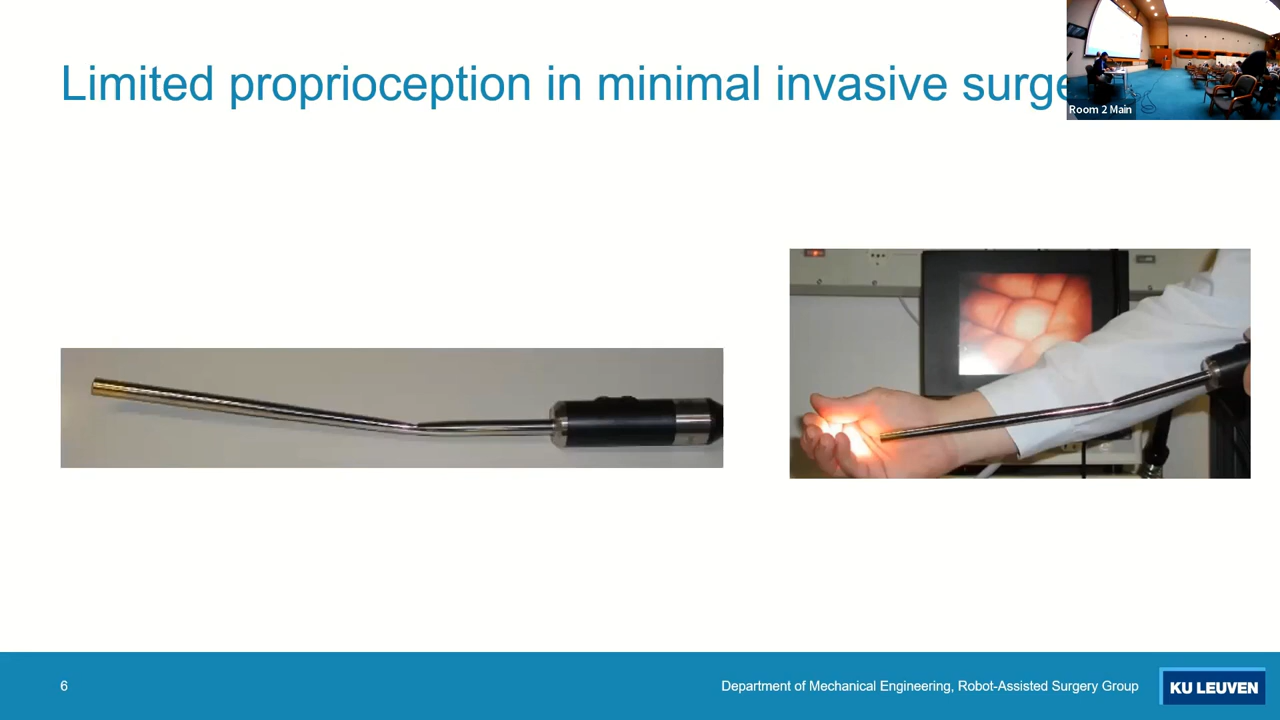 Limited proprioception in minimal invasive surge
Room 2 Main
6
Department of Mechanical Engineering, Robot-Assisted Surgery Group
KU LEUVEN